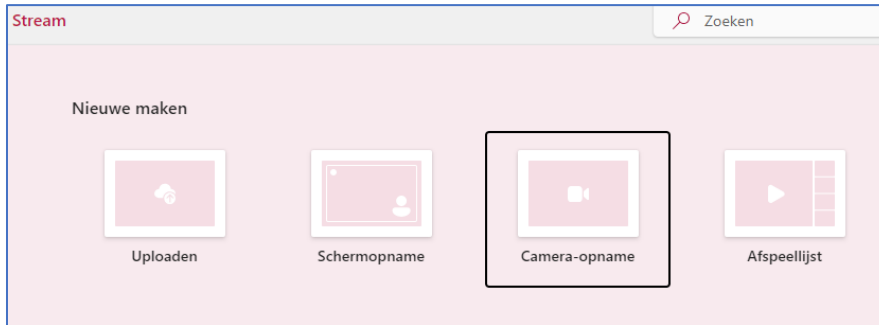 Stream
Zoeken
Nieuwe maken
Uploaden
Schermopname
Camera-opname
Afspeellijst